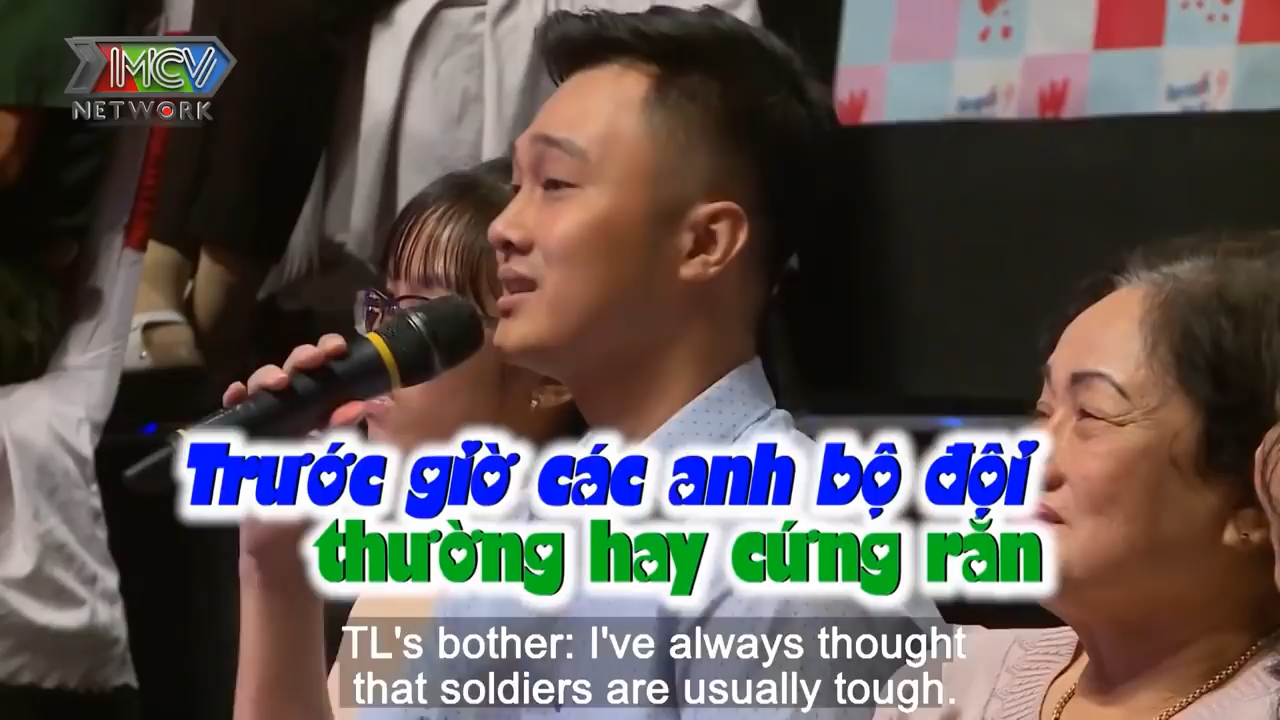 MCV
NETWORK
Trước giờ các anh bộ đội
thường hay cứng rắn
TL's bother: I've always thought
that soldiers are usually tough.